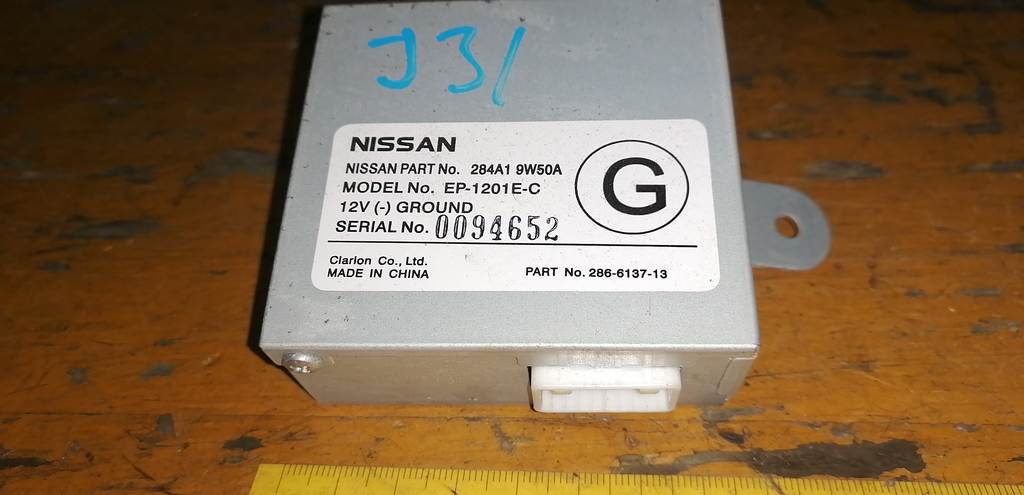 J31
NISSAN
NISSAN PART No. 284A1 9W50A
MODEL No. EP-1201E-C
12V (-) GROUND
SERIAL No. 0094652
G
Clarion Co., Ltd.
MADE IN CHINA
PART No. 286-6137-13